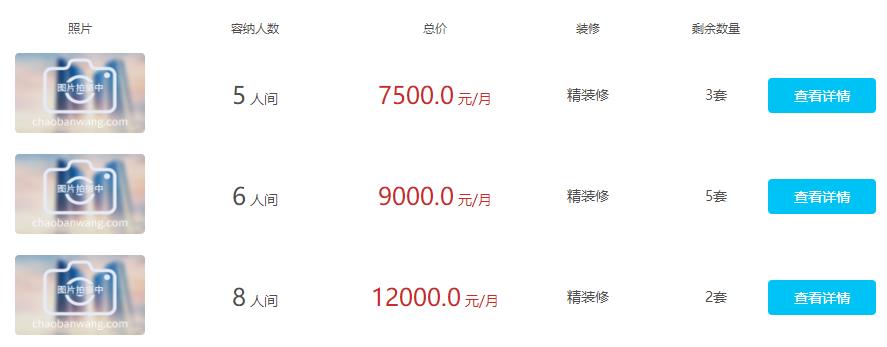 照片 容纳人数 总价 装修 剩余数量
图片拍摄中
chaobanwang.com
5 人间 7500.0 元/月 精装修 3套 查看详情
图片拍摄中
chaobanwang.com
6 人间 9000.0 元/月 精装修 5套 查看详情
图片拍摄中
chaobanwang.com
8 人间 12000.0 元/月 精装修 2套 查看详情